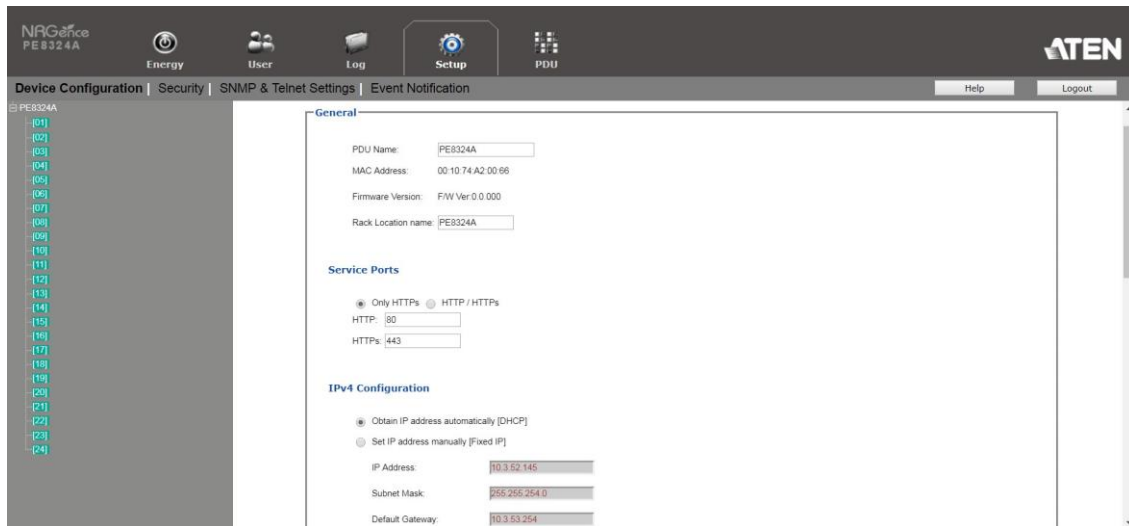 NRGence
PE8324A
Energy
User
Log
Setup
PDU
ATEN
Device Configuration | Security | SNMP & Telnet Settings | Event Notification
Help
Logout
PE8324A
[01]
[02]
[03]
[04]
[05]
[06]
[07]
[08]
[09]
[10]
[11]
[12]
[13]
[14]
[15]
[16]
[17]
[18]
[19]
[20]
[21]
[22]
[23]
[24]
General
PDU Name: PE8324A
MAC Address: 00:10:74:A2:00:66
Firmware Version: F/W Ver:0.0.000
Rack Location name: PE8324A
Service Ports
Only HTTPs HTTP / HTTPs
HTTP: 80
HTTPs: 443
IPv4 Configuration
Obtain IP address automatically [DHCP]
Set IP address manually [Fixed IP]
IP Address: 10.3.52.145
Subnet Mask: 255.255.254.0
Default Gateway: 10.3.53.254